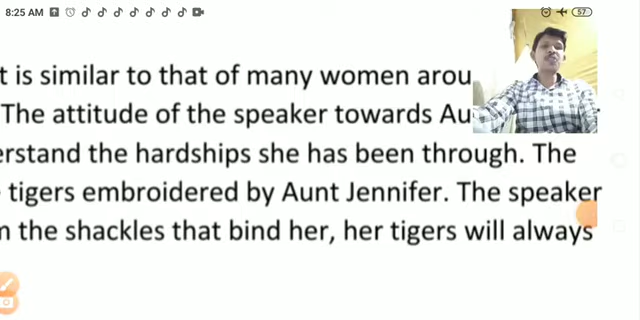 8:25 AM 57
t is similar to that of many women arou
The attitude of the speaker towards Au
erstand the hardships she has been through. The
tigers embroidered by Aunt Jennifer. The speaker
the shackles that bind her, her tigers will always